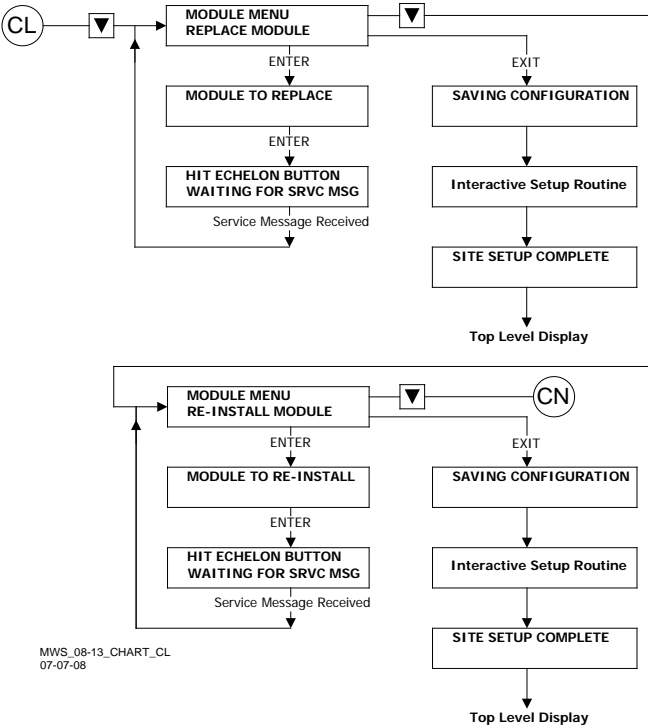 CL
▼
MODULE MENU
REPLACE MODULE
▼
ENTER
EXIT
MODULE TO REPLACE
SAVING CONFIGURATION
ENTER
HIT ECHELON BUTTON
WAITING FOR SRVC MSG
Interactive Setup Routine
Service Message Received
SITE SETUP COMPLETE
Top Level Display
MODULE MENU
RE-INSTALL MODULE
▼
CN
ENTER
EXIT
MODULE TO RE-INSTALL
SAVING CONFIGURATION
ENTER
HIT ECHELON BUTTON
WAITING FOR SRVC MSG
Interactive Setup Routine
Service Message Received
SITE SETUP COMPLETE
MWS_08-13_CHART_CL
07-07-08
Top Level Display